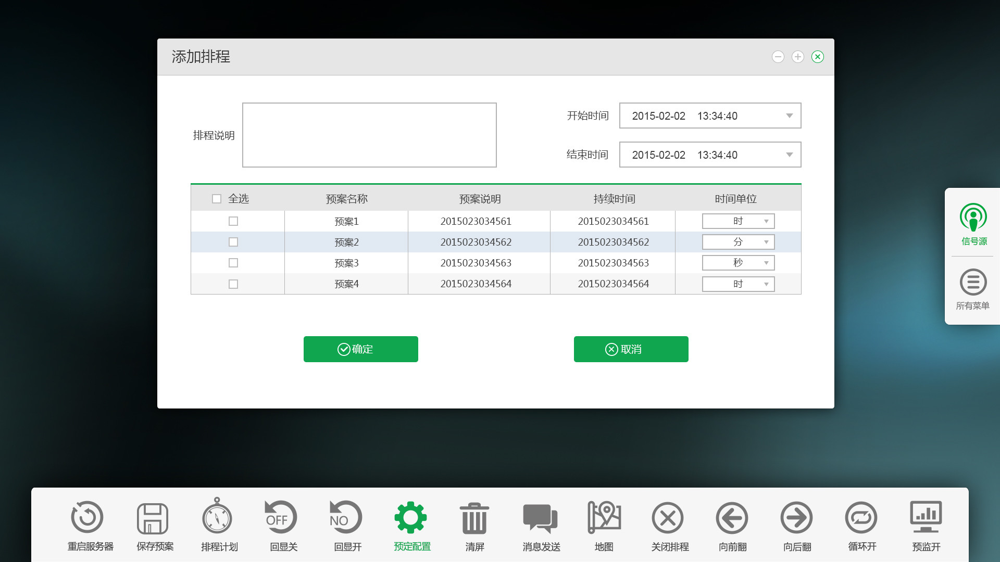 添加排程
排程说明
开始时间 2015-02-02 13:34:40
结束时间 2015-02-02 13:34:40
全选 预案名称 预案说明 持续时间 时间单位
预案1 2015023034561 2015023034561 时
预案2 2015023034562 2015023034562 分
预案3 2015023034563 2015023034563 秒
预案4 2015023034564 2015023034564 时
确定 取消
信号源
所有菜单
OFF NO
重启服务器 保存预案 排程计划 回显关 回显开 预定配置 清屏 消息发送 地图 关闭排程 向前翻 向后翻 循环开 预监开